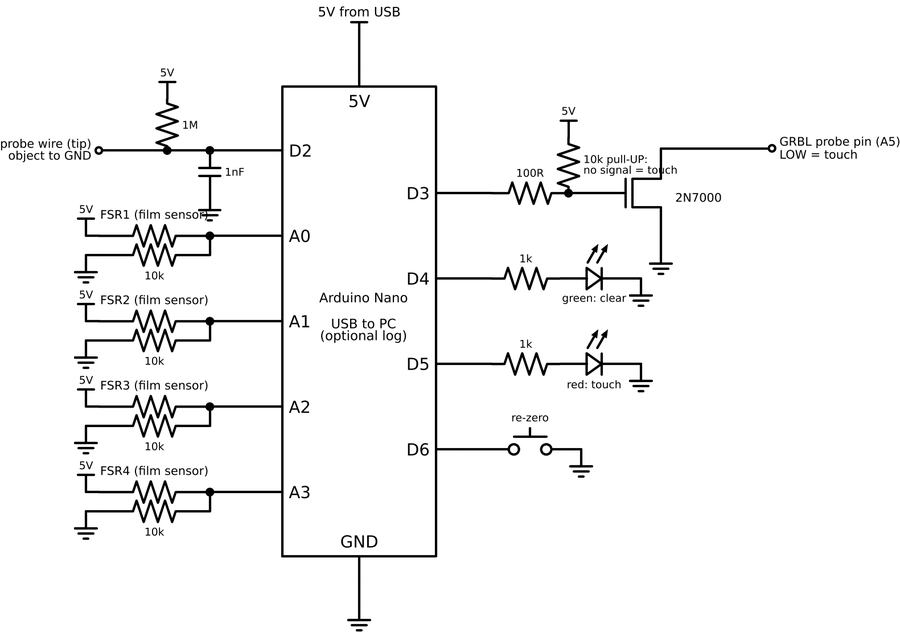 5V from USB
5V
5V
1M
probe wire (tip)
object to GND
D2
1nF
5V
10k pull-UP:
no signal = touch
100R
D3
GRBL probe pin (A5)
LOW = touch
2N7000
5V
FSR1 (film sensor)
A0
10k
1k
D4
green: clear
5V
FSR2 (film sensor)
A1
10k
Arduino Nano
USB to PC
(optional log)
1k
D5
red: touch
5V
FSR3 (film sensor)
A2
10k
re-zero
D6
5V
FSR4 (film sensor)
A3
10k
GND